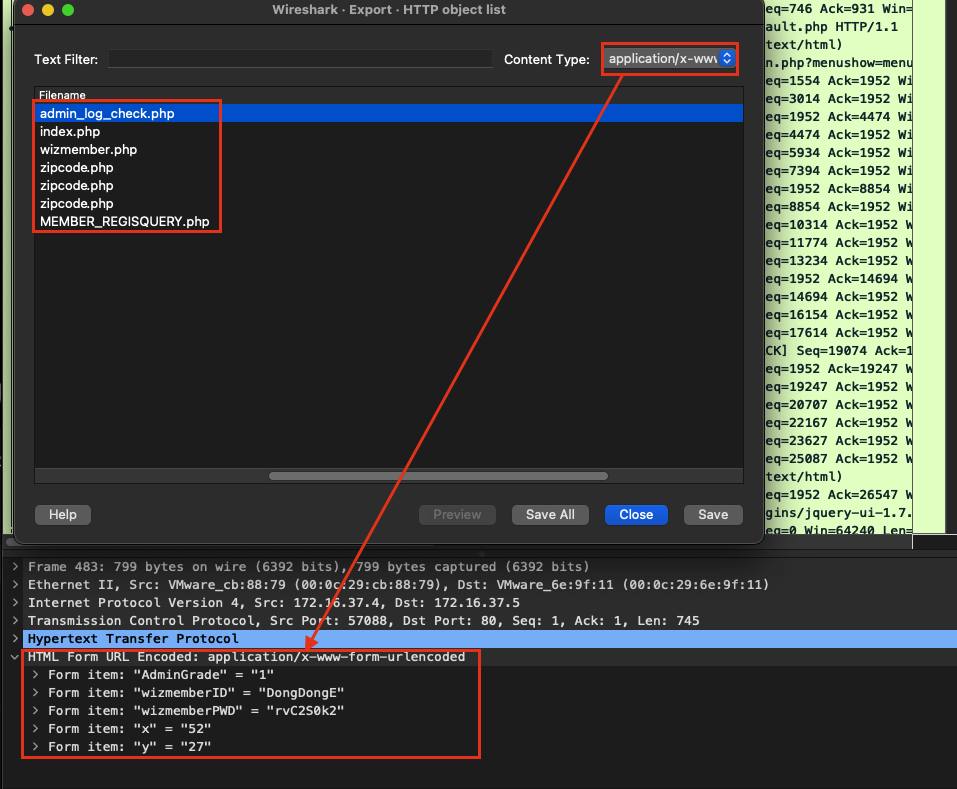 Wireshark · Export · HTTP object list
Text Filter:
Content Type:
application/x-ww
Filename
admin_log_check.php
index.php
wizmember.php
zipcode.php
zipcode.php
zipcode.php
MEMBER_REGISQUERY.php
Help
Preview
Save All
Close
Save
eq=746 Ack=931 Win=
ault.php HTTP/1.1
text/html)
n.php?menushow=menu
eq=1554 Ack=1952 Wi
eq=3014 Ack=1952 Wi
eq=1952 Ack=4474 Wi
eq=4474 Ack=1952 Wi
eq=5934 Ack=1952 Wi
eq=7394 Ack=1952 Wi
eq=1952 Ack=8854 Wi
eq=8854 Ack=1952 Wi
eq=10314 Ack=1952 W
eq=11774 Ack=1952 W
eq=13234 Ack=1952 W
eq=1952 Ack=14694 W
eq=14694 Ack=1952 W
eq=16154 Ack=1952 W
eq=17614 Ack=1952 W
CK] Seq=19074 Ack=1
eq=1952 Ack=19247 W
eq=19247 Ack=1952 W
eq=20707 Ack=1952 W
eq=22167 Ack=1952 W
eq=23627 Ack=1952 W
eq=25087 Ack=1952 W
text/html)
eq=1952 Ack=26547 W
gins/jquery-ui-1.7.
eq=0 Win=64240 Len=
Frame 483: 799 bytes on wire (6392 bits), 799 bytes captured (6392 bits)
Ethernet II, Src: VMware_cb:88:79 (00:0c:29:cb:88:79), Dst: VMware_6e:9f:11 (00:0c:29:6e:9f:11)
Internet Protocol Version 4, Src: 172.16.37.4, Dst: 172.16.37.5
Transmission Control Protocol, Src Port: 57088, Dst Port: 80, Seq: 1, Ack: 1, Len: 745
Hypertext Transfer Protocol
HTML Form URL Encoded: application/x-www-form-urlencoded
Form item: "AdminGrade" = "1"
Form item: "wizmemberID" = "DongDongE"
Form item: "wizmemberPWD" = "rvC2S0k2"
Form item: "x" = "52"
Form item: "y" = "27"